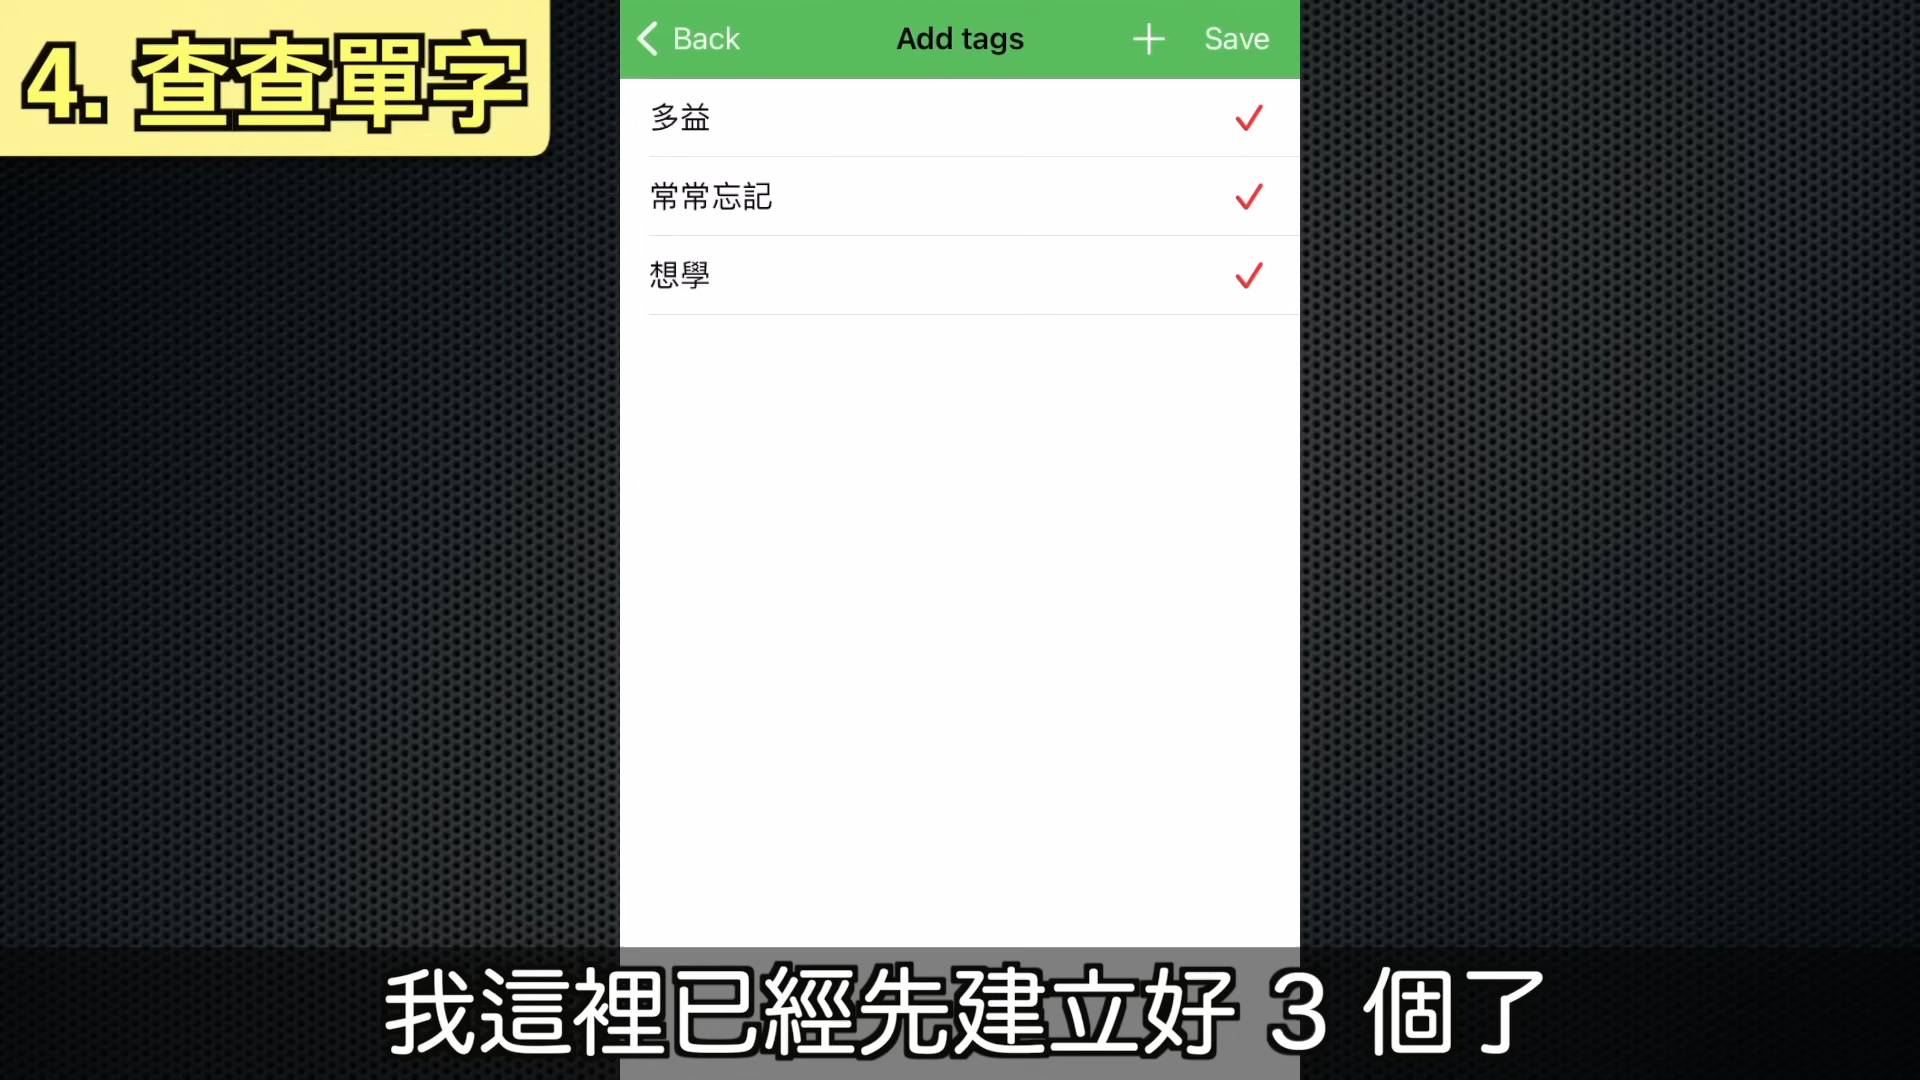 4. 查查單字
Back Add tags + Save
多益
常常忘記
想學
我這裡已經先建立好 3 個了